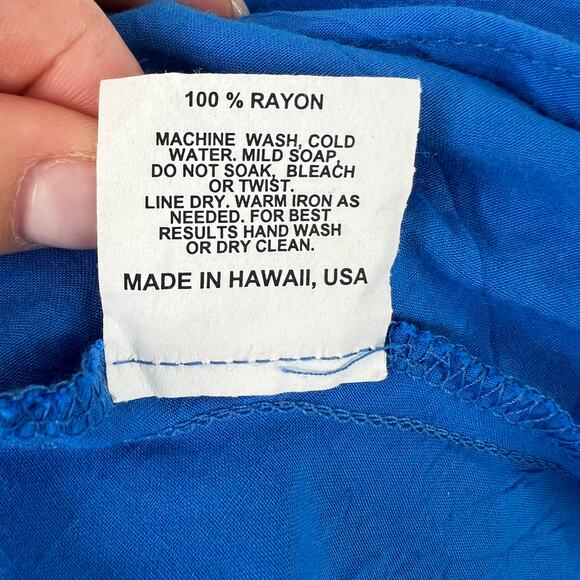 100 % RAYON
MACHINE WASH, COLD
WATER. MILD SOAP,
DO NOT SOAK, BLEACH
OR TWIST.
LINE DRY. WARM IRON AS
NEEDED. FOR BEST
RESULTS HAND WASH
OR DRY CLEAN.
MADE IN HAWAII, USA